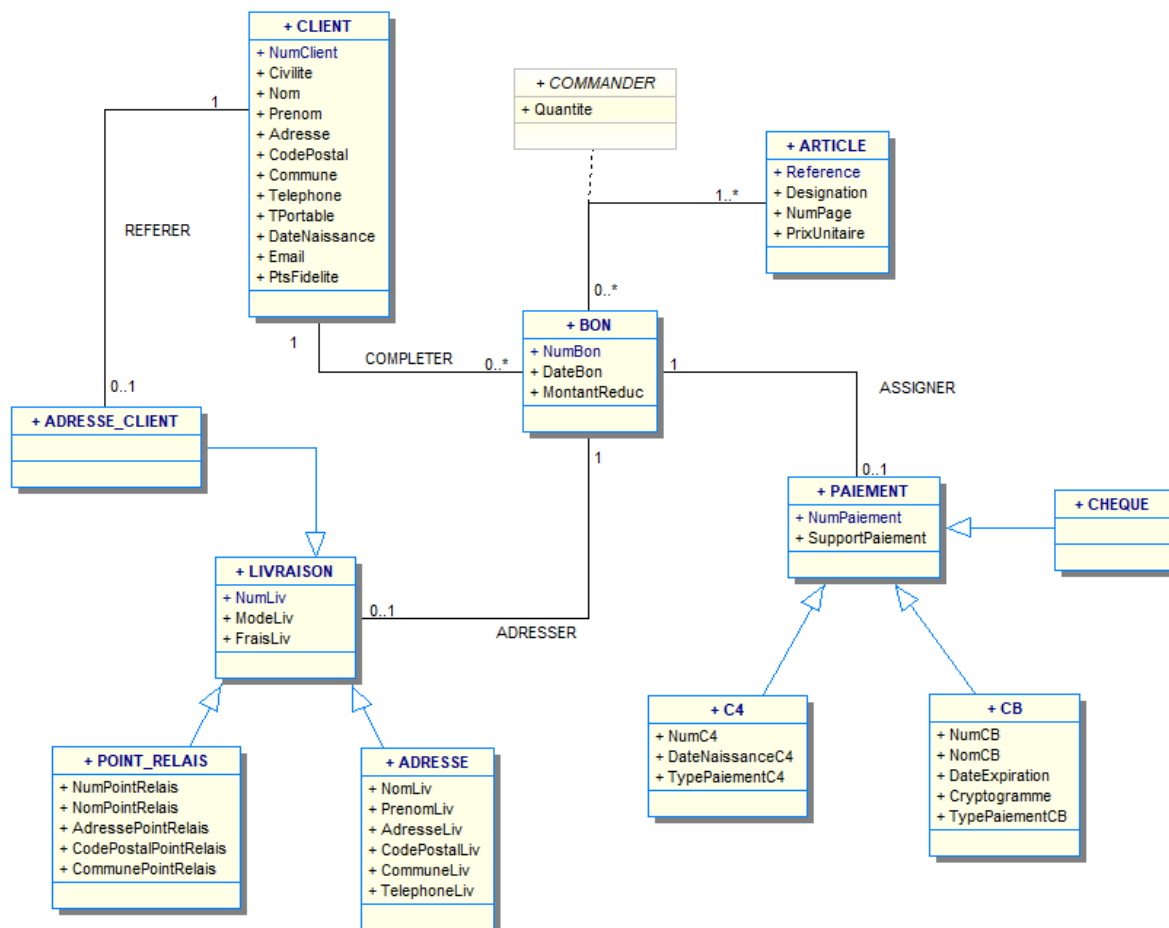 + CLIENT
+ NumClient
+ Civilite
+ Nom
+ Prenom
+ Adresse
+ CodePostal
+ Commune
+ Telephone
+ TPortable
+ DateNaissance
+ Email
+ PtsFidelite
+ COMMANDER
+ Quantite
+ ARTICLE
+ Reference
+ Designation
+ NumPage
+ PrixUnitaire
1
REFERER
0..1
1..*
0..*
1
COMPLETER
0..*
+ BON
+ NumBon
+ DateBon
+ MontantReduc
1
ASSIGNER
0..1
+ ADRESSE_CLIENT
1
ADRESSER
0..1
+ PAIEMENT
+ NumPaiement
+ SupportPaiement
+ CHEQUE
+ LIVRAISON
+ NumLiv
+ ModeLiv
+ FraisLiv
+ C4
+ NumC4
+ DateNaissanceC4
+ TypePaiementC4
+ CB
+ NumCB
+ NomCB
+ DateExpiration
+ Cryptogramme
+ TypePaiementCB
+ POINT_RELAIS
+ NumPointRelais
+ NomPointRelais
+ AdressePointRelais
+ CodePostalPointRelais
+ CommunePointRelais
+ ADRESSE
+ NomLiv
+ PrenomLiv
+ AdresseLiv
+ CodePostalLiv
+ CommuneLiv
+ TelephoneLiv